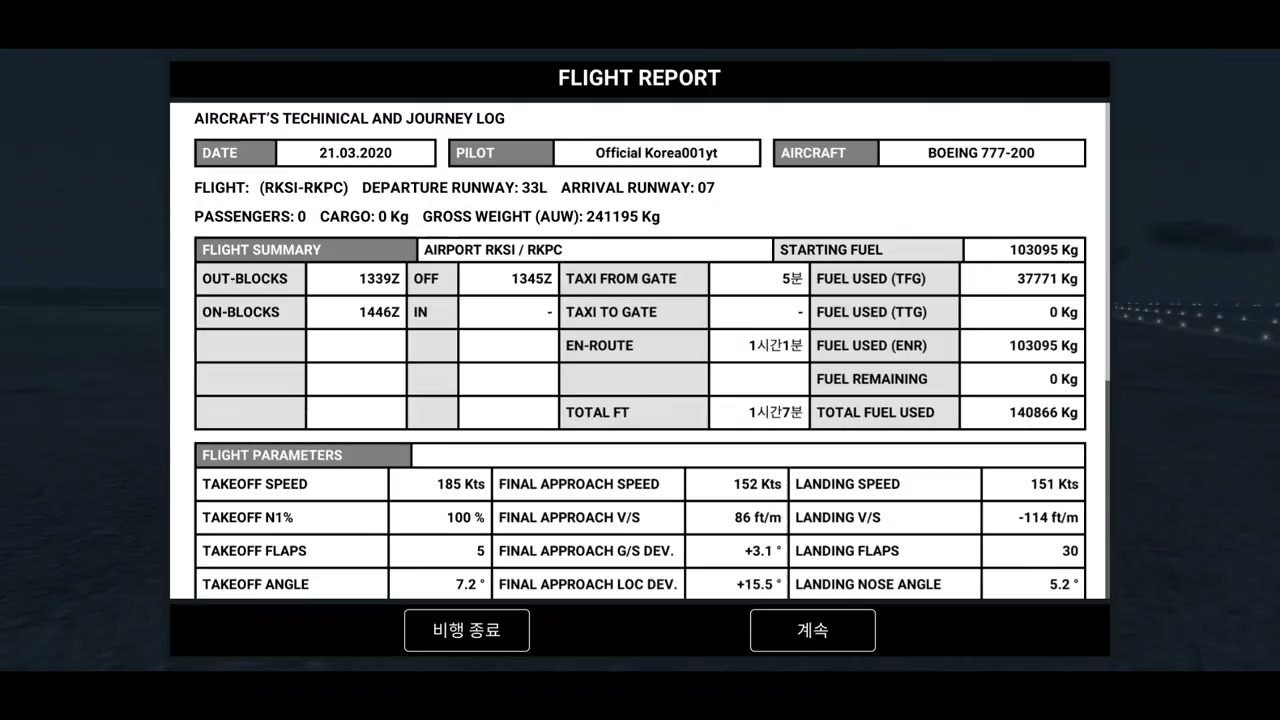 FLIGHT REPORT
AIRCRAFT'S TECHINICAL AND JOURNEY LOG
DATE 21.03.2020 PILOT Official Korea001yt AIRCRAFT BOEING 777-200
FLIGHT: (RKSI-RKPC) DEPARTURE RUNWAY: 33L ARRIVAL RUNWAY: 07
PASSENGERS: 0 CARGO: 0 Kg GROSS WEIGHT (AUW): 241195 Kg
FLIGHT SUMMARY AIRPORT RKSI / RKPC STARTING FUEL 103095 Kg
OUT-BLOCKS 1339Z OFF 1345Z TAXI FROM GATE 5분 FUEL USED (TFG) 37771 Kg
ON-BLOCKS 1446Z IN - TAXI TO GATE - FUEL USED (TTG) 0 Kg
EN-ROUTE 1시간1분 FUEL USED (ENR) 103095 Kg
FUEL REMAINING 0 Kg
TOTAL FT 1시간7분 TOTAL FUEL USED 140866 Kg
FLIGHT PARAMETERS
TAKEOFF SPEED 185 Kts FINAL APPROACH SPEED 152 Kts LANDING SPEED 151 Kts
TAKEOFF N1% 100 % FINAL APPROACH V/S 86 ft/m LANDING V/S -114 ft/m
TAKEOFF FLAPS 5 FINAL APPROACH G/S DEV. +3.1 ° LANDING FLAPS 30
TAKEOFF ANGLE 7.2 ° FINAL APPROACH LOC DEV. +15.5 ° LANDING NOSE ANGLE 5.2 °
비행 종료 계속